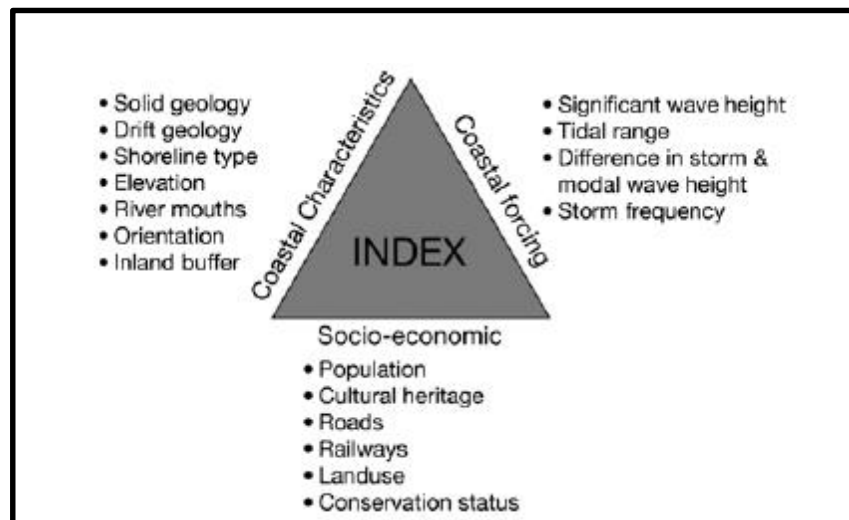 Coastal Characteristics
• Solid geology
• Drift geology
• Shoreline type
• Elevation
• River mouths
• Orientation
• Inland buffer
Coastal forcing
• Significant wave height
• Tidal range
• Difference in storm &
modal wave height
• Storm frequency
INDEX
Socio-economic
• Population
• Cultural heritage
• Roads
• Railways
• Landuse
• Conservation status